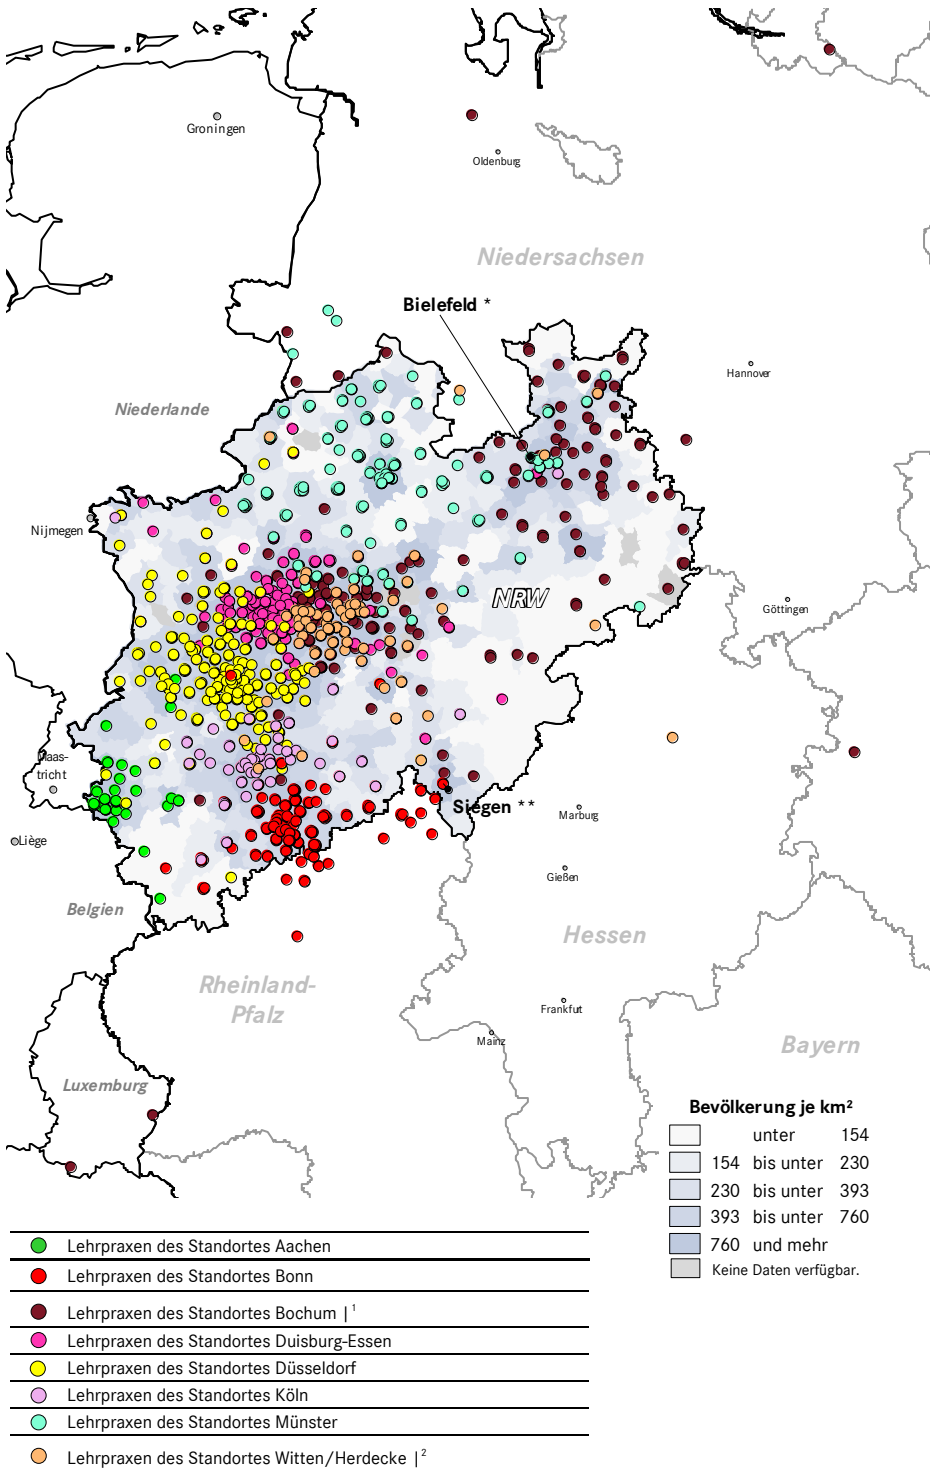 Groningen
Oldenburg
Niedersachsen
Bielefeld *
Hannover
Niederlande
Nijmegen
NRW
Göttingen
Maas-
tricht
Siegen **
Marburg
Liège
Gießen
Belgien
Hessen
Rheinland-
Pfalz
Frankfut
Mainz
Bayern
Luxemburg
Bevölkerung je km²
unter 154
154 bis unter 230
230 bis unter 393
393 bis unter 760
760 und mehr
Keine Daten verfügbar.
Lehrpraxen des Standortes Aachen
Lehrpraxen des Standortes Bonn
Lehrpraxen des Standortes Bochum |¹
Lehrpraxen des Standortes Duisburg-Essen
Lehrpraxen des Standortes Düsseldorf
Lehrpraxen des Standortes Köln
Lehrpraxen des Standortes Münster
Lehrpraxen des Standortes Witten/Herdecke |²